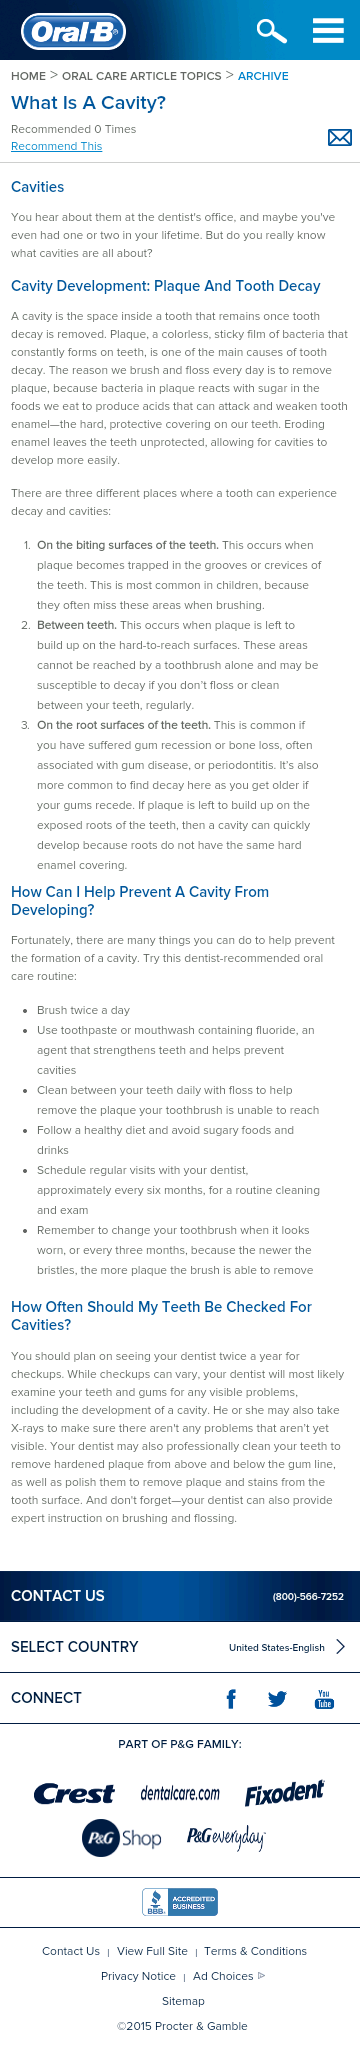 Oral-B
HOME > ORAL CARE ARTICLE TOPICS > ARCHIVE
What Is A Cavity?
Recommended 0 Times
Recommend This
Cavities
You hear about them at the dentist's office, and maybe you've
even had one or two in your lifetime. But do you really know
what cavities are all about?
Cavity Development: Plaque And Tooth Decay
A cavity is the space inside a tooth that remains once tooth
decay is removed. Plaque, a colorless, sticky film of bacteria that
constantly forms on teeth, is one of the main causes of tooth
decay. The reason we brush and floss every day is to remove
plaque, because bacteria in plaque reacts with sugar in the
foods we eat to produce acids that can attack and weaken tooth
enamel—the hard, protective covering on our teeth. Eroding
enamel leaves the teeth unprotected, allowing for cavities to
develop more easily.
There are three different places where a tooth can experience
decay and cavities:
1. On the biting surfaces of the teeth. This occurs when
plaque becomes trapped in the grooves or crevices of
the teeth. This is most common in children, because
they often miss these areas when brushing.
2. Between teeth. This occurs when plaque is left to
build up on the hard-to-reach surfaces. These areas
cannot be reached by a toothbrush alone and may be
susceptible to decay if you don't floss or clean
between your teeth, regularly.
3. On the root surfaces of the teeth. This is common if
you have suffered gum recession or bone loss, often
associated with gum disease, or periodontitis. It's also
more common to find decay here as you get older if
your gums recede. If plaque is left to build up on the
exposed roots of the teeth, then a cavity can quickly
develop because roots do not have the same hard
enamel covering.
How Can I Help Prevent A Cavity From
Developing?
Fortunately, there are many things you can do to help prevent
the formation of a cavity. Try this dentist-recommended oral
care routine:
• Brush twice a day
• Use toothpaste or mouthwash containing fluoride, an
agent that strengthens teeth and helps prevent
cavities
• Clean between your teeth daily with floss to help
remove the plaque your toothbrush is unable to reach
• Follow a healthy diet and avoid sugary foods and
drinks
• Schedule regular visits with your dentist,
approximately every six months, for a routine cleaning
and exam
• Remember to change your toothbrush when it looks
worn, or every three months, because the newer the
bristles, the more plaque the brush is able to remove
How Often Should My Teeth Be Checked For
Cavities?
You should plan on seeing your dentist twice a year for
checkups. While checkups can vary, your dentist will most likely
examine your teeth and gums for any visible problems,
including the development of a cavity. He or she may also take
X-rays to make sure there aren't any problems that aren't yet
visible. Your dentist may also professionally clean your teeth to
remove hardened plaque from above and below the gum line,
as well as polish them to remove plaque and stains from the
tooth surface. And don't forget—your dentist can also provide
expert instruction on brushing and flossing.
CONTACT US (800)-566-7252
SELECT COUNTRY United States-English
CONNECT f You Tube
PART OF P&G FAMILY:
Crest dentalcare.com Fixodent
P&G Shop P&G everyday
BBB ACCREDITED BUSINESS
Contact Us | View Full Site | Terms & Conditions
Privacy Notice | Ad Choices
Sitemap
©2015 Procter & Gamble